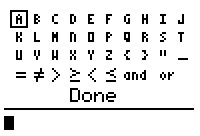 A B C D E F G H I J
K L M N O P Q R S T
U V W X Y Z { } " _
= ≠ > ≥ < ≤ and or
Done